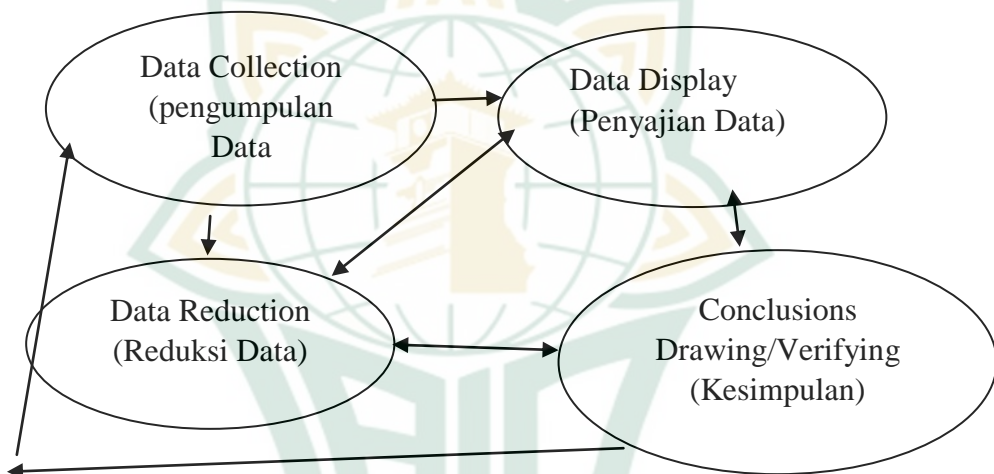 Data Collection
(pengumpulan
Data
Data Display
(Penyajian Data)
Data Reduction
(Reduksi Data)
Conclusions
Drawing/Verifying
(Kesimpulan)